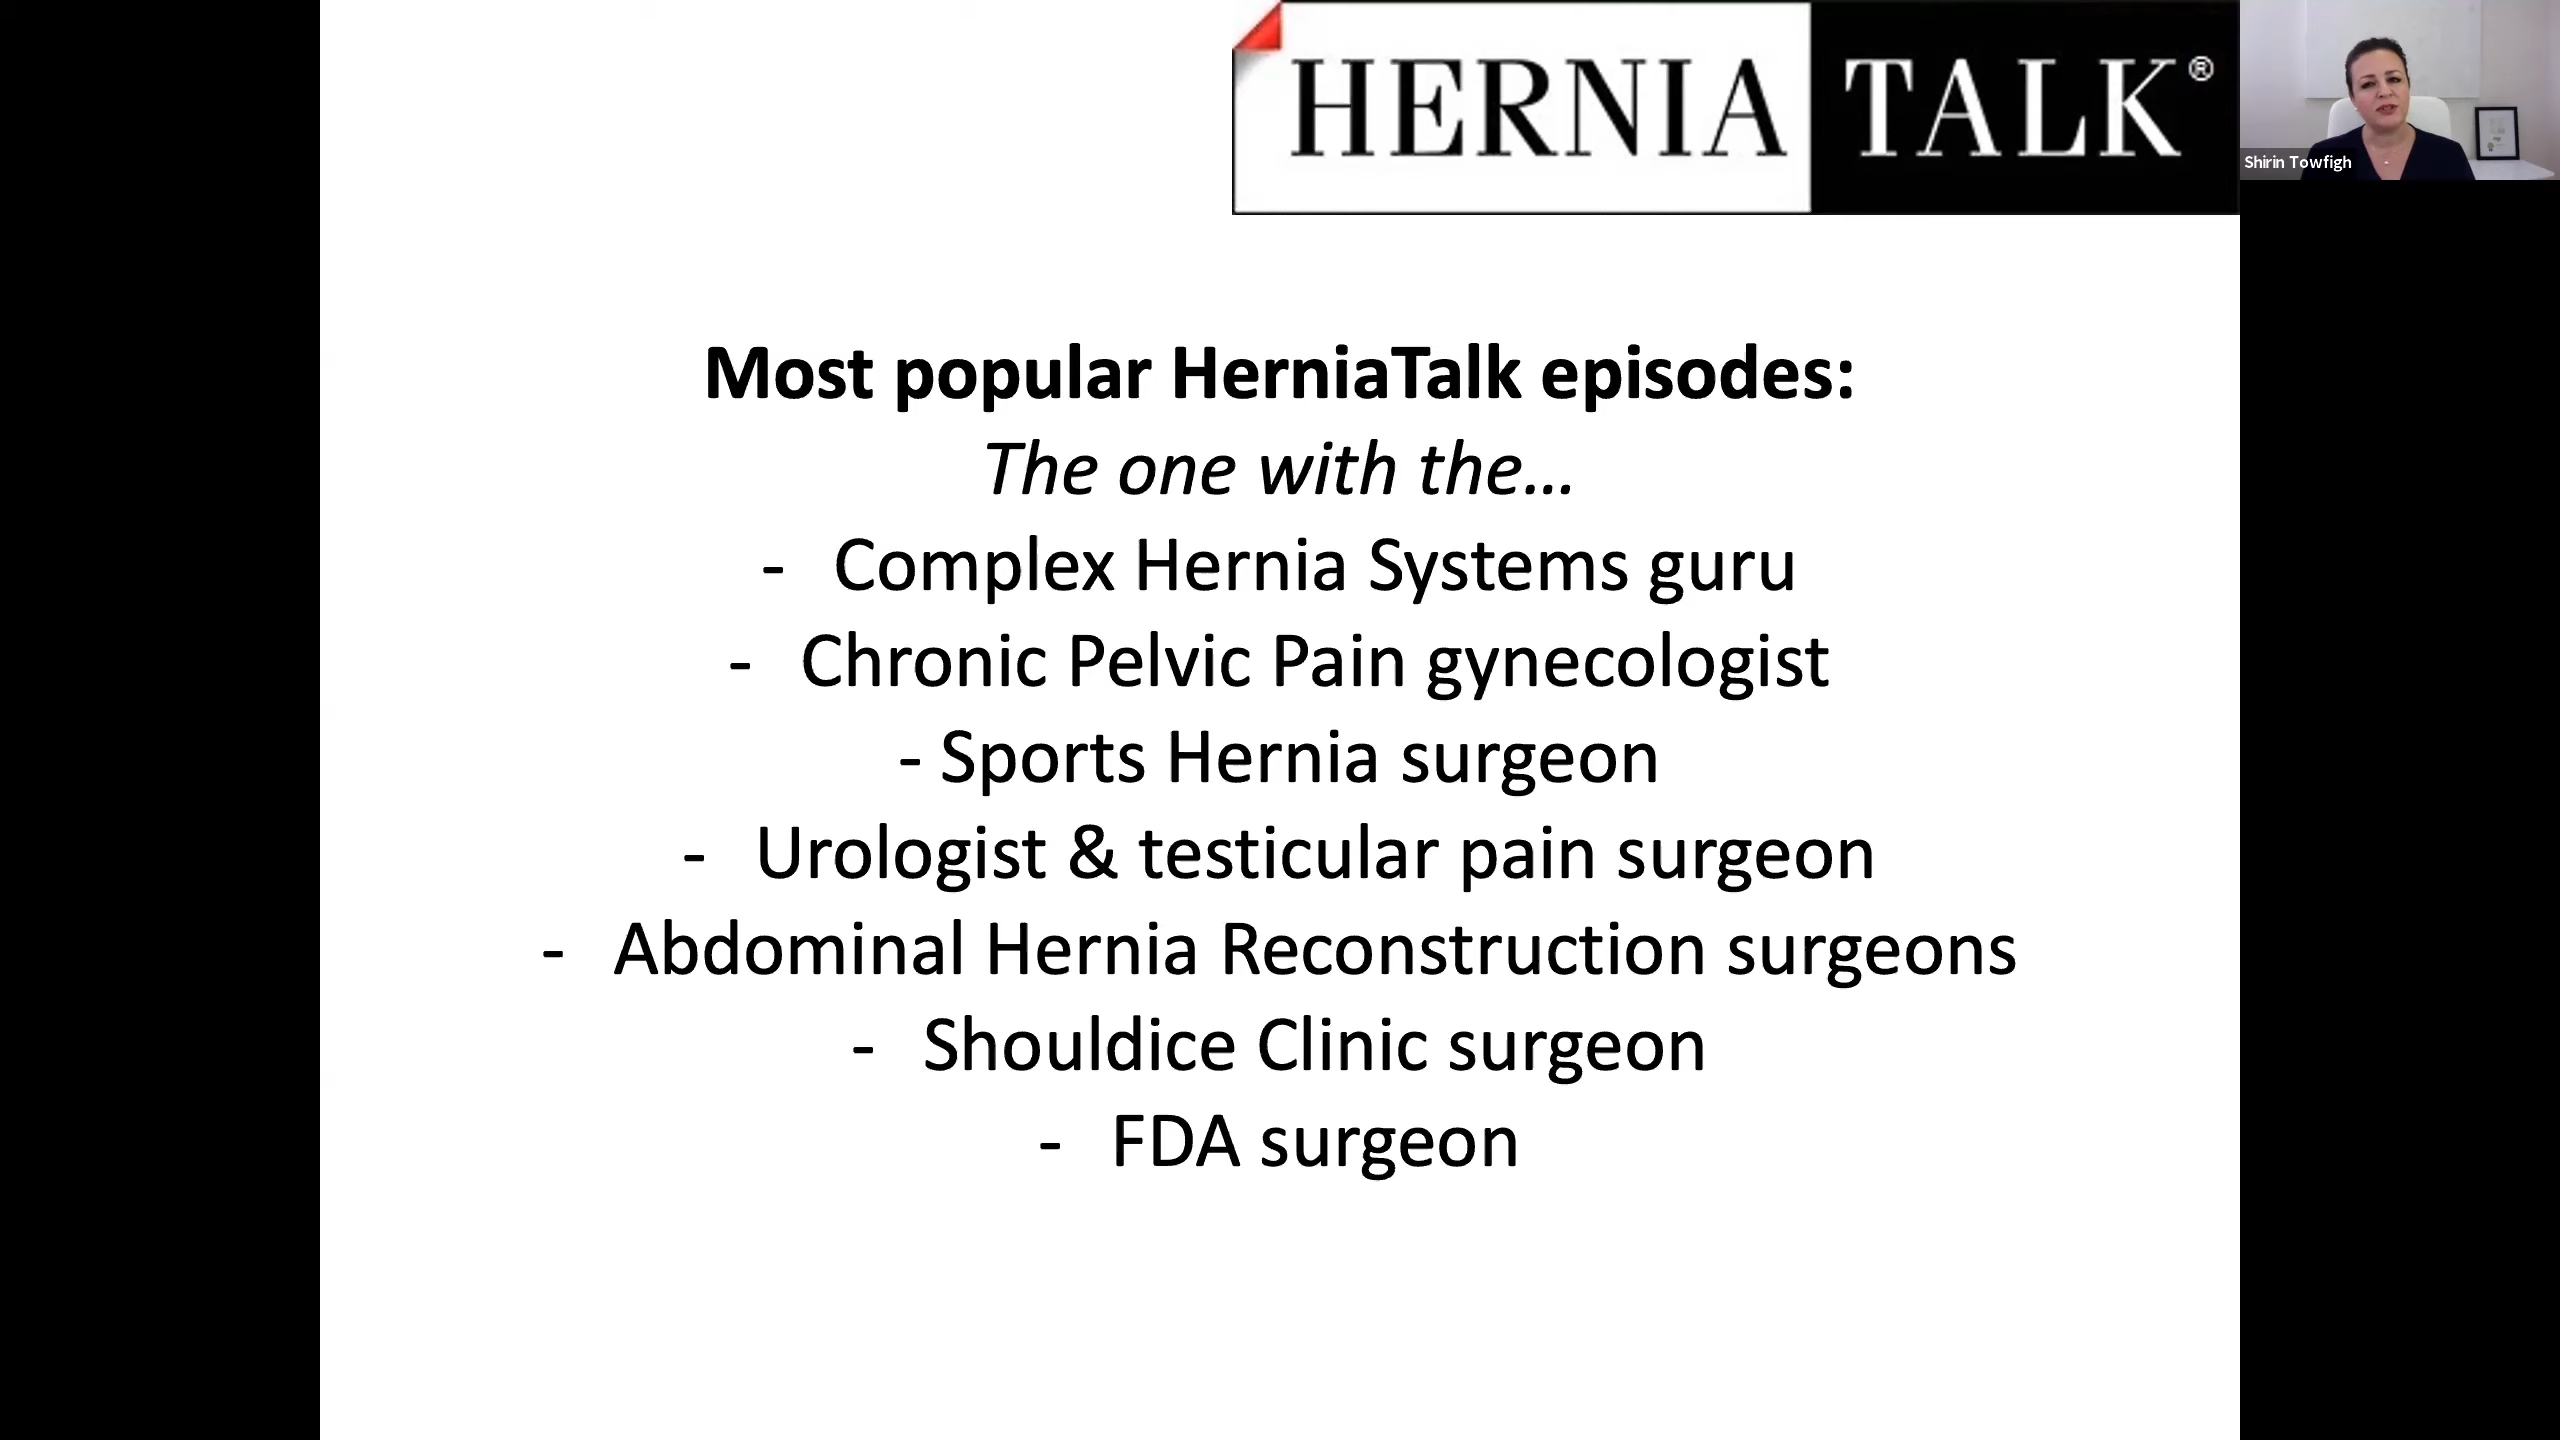 HERNIA TALK®
Shirin Towfigh
Most popular HerniaTalk episodes:
The one with the...
- Complex Hernia Systems guru
- Chronic Pelvic Pain gynecologist
- Sports Hernia surgeon
- Urologist & testicular pain surgeon
- Abdominal Hernia Reconstruction surgeons
- Shouldice Clinic surgeon
- FDA surgeon